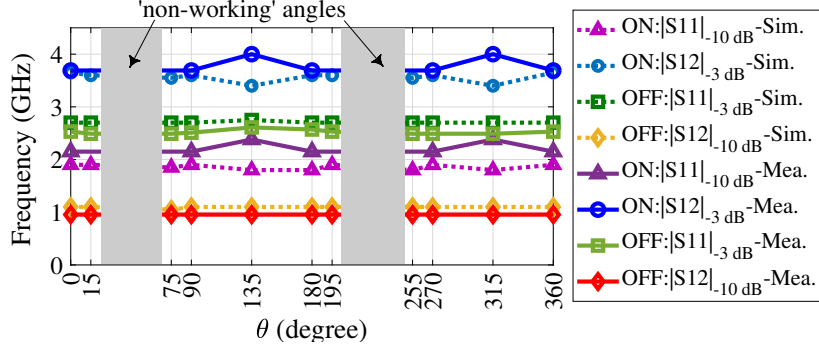 'non-working' angles
Frequency (GHz)
4
3
2
1
0
0
15
75
90
135
180
195
255
270
315
360
θ (degree)
ON:|S11|-10 dB-Sim.
ON:|S12|-3 dB-Sim.
OFF:|S11|-3 dB-Sim.
OFF:|S12|-10 dB-Sim.
ON:|S11|-10 dB-Mea.
ON:|S12|-3 dB-Mea.
OFF:|S11|-3 dB-Mea.
OFF:|S12|-10 dB-Mea.